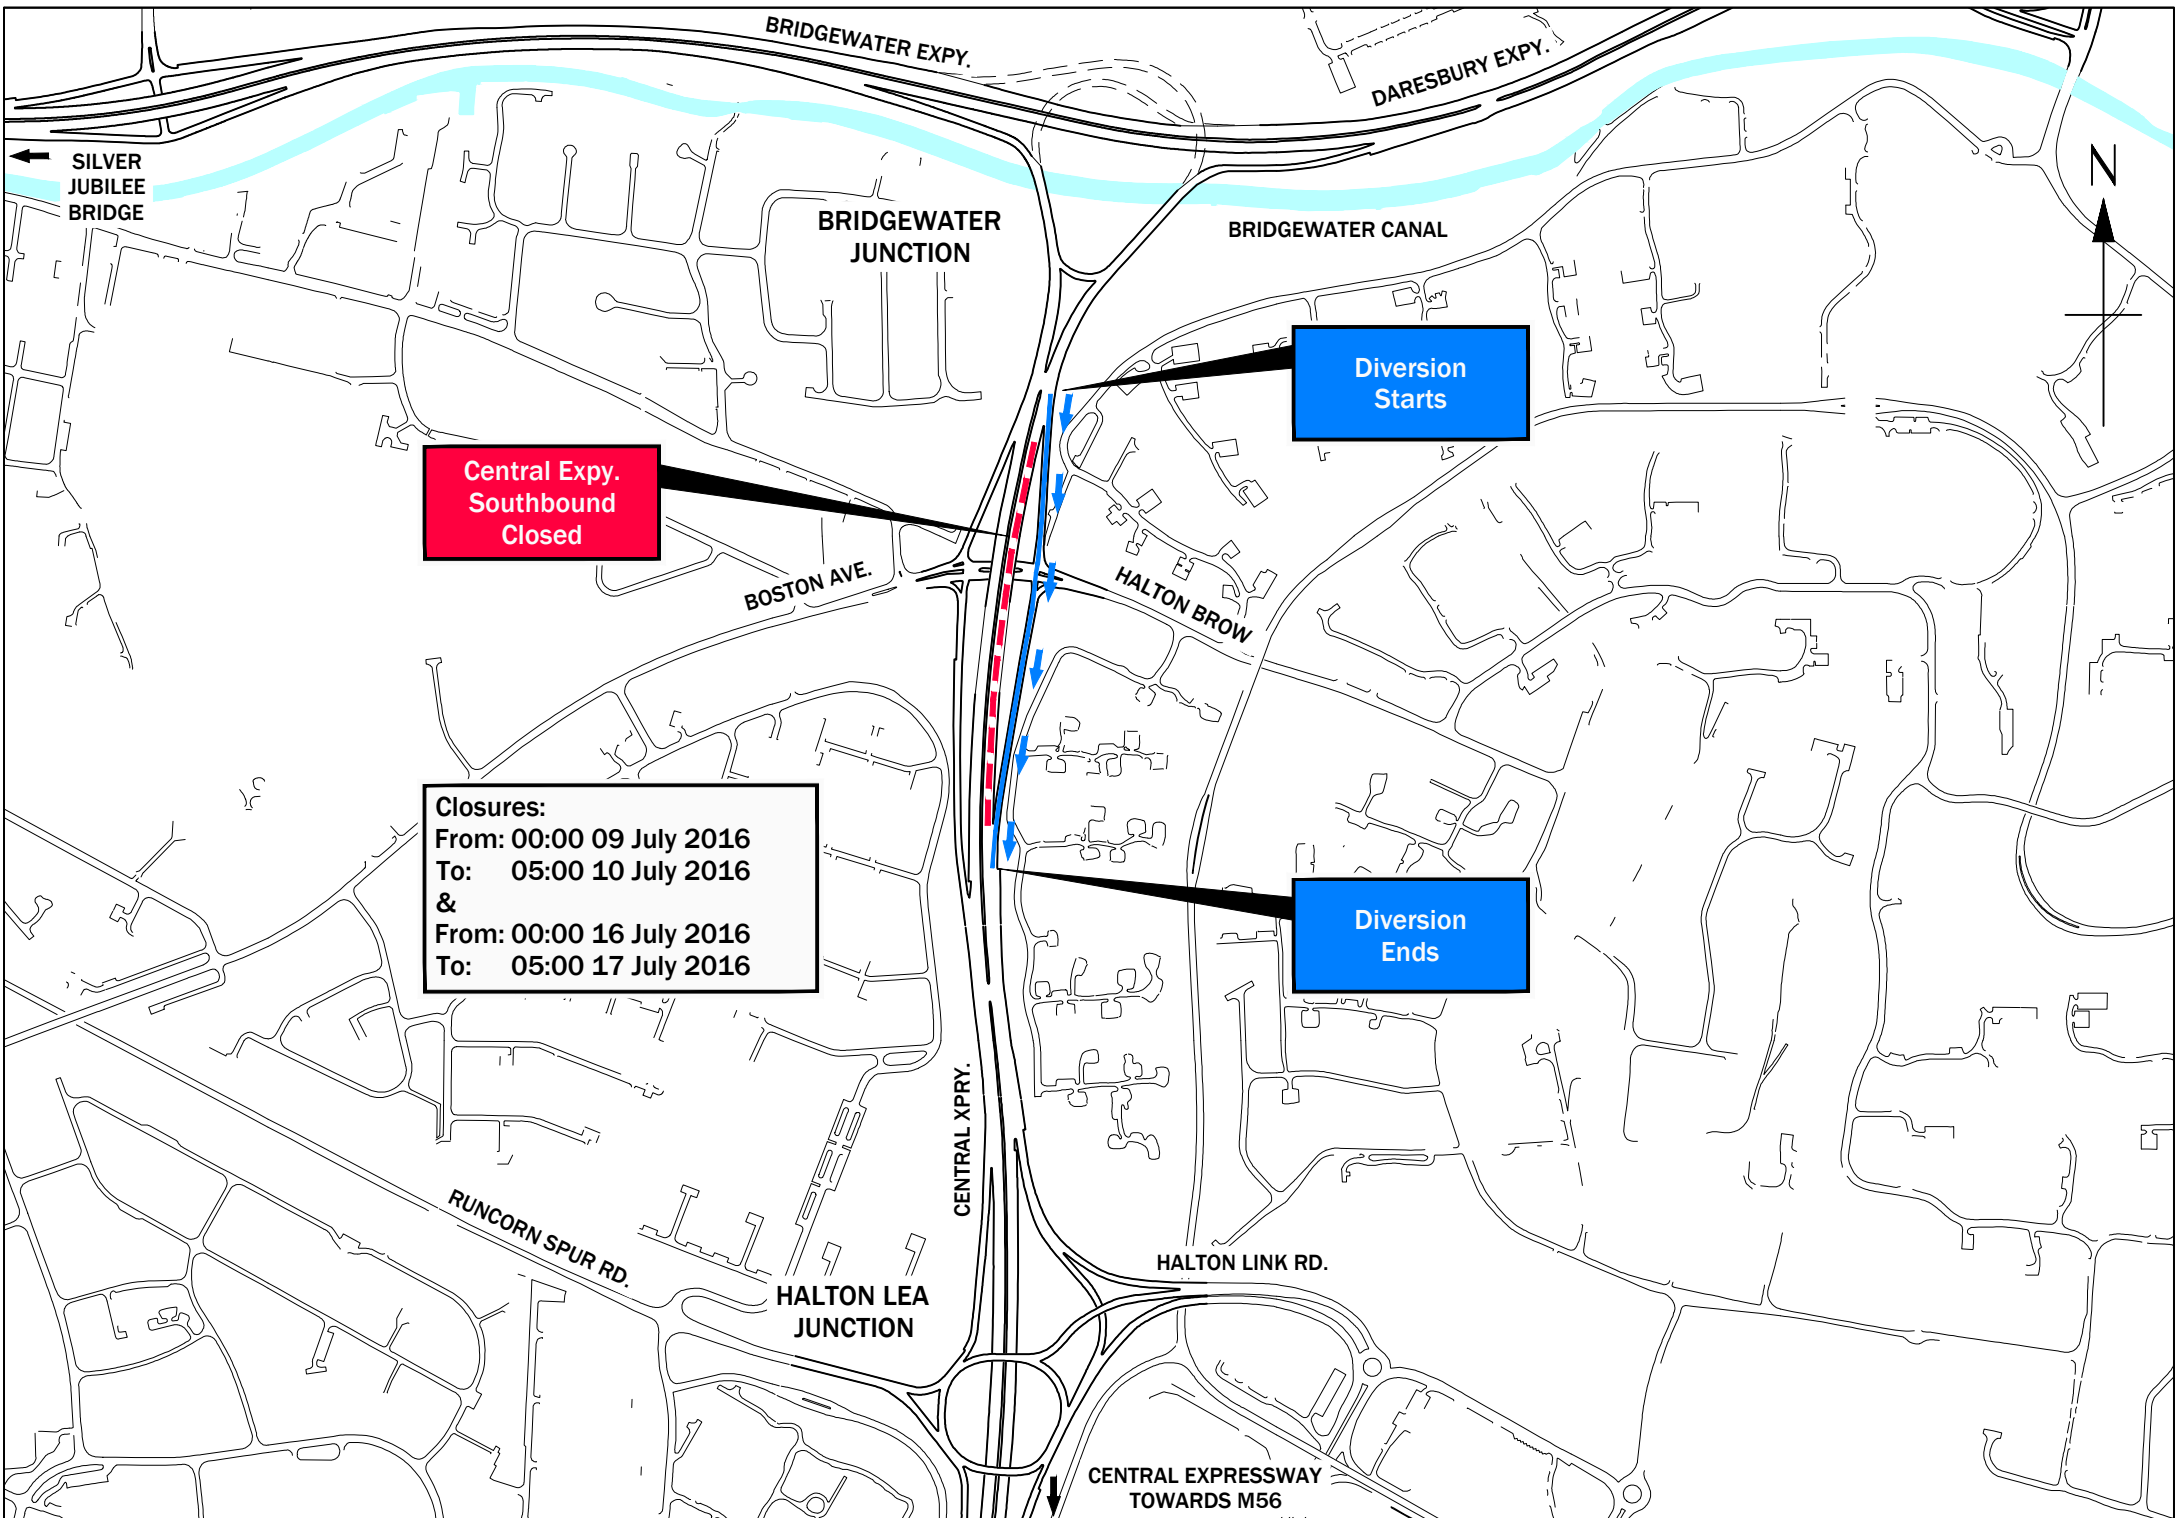 BRIDGEWATER EXPY.
DARESBURY EXPY.
SILVER
JUBILEE
BRIDGE
N
BRIDGEWATER
JUNCTION
BRIDGEWATER CANAL
Diversion
Starts
Central Expy.
Southbound
Closed
BOSTON AVE.
HALTON BROW
Closures:
From: 00:00 09 July 2016
To: 05:00 10 July 2016
&
From: 00:00 16 July 2016
To: 05:00 17 July 2016
Diversion
Ends
CENTRAL XPRY.
RUNCORN SPUR RD.
HALTON LINK RD.
HALTON LEA
JUNCTION
CENTRAL EXPRESSWAY
TOWARDS M56